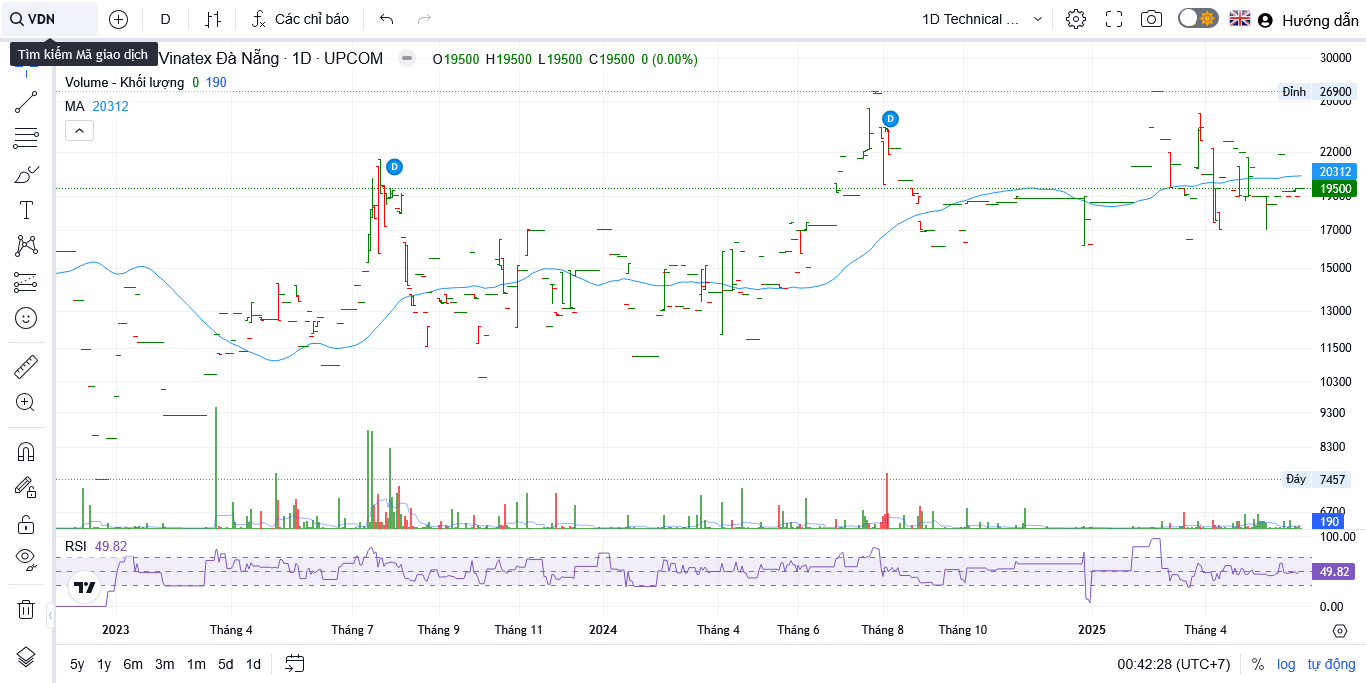 VDN D Các chỉ báo 1D Technical ... Hướng dẫn
Tìm kiếm Mã giao dịch
Vinatex Đà Nẵng · 1D · UPCOM O19500 H19500 L19500 C19500 0 (0.00%)
Volume - Khối lượng 0 190
MA 20312
30000
Đỉnh 26900
26000
D
22000
D
20312
19500
17000
15000
13000
11500
10300
9300
8300
Đáy 7457
6700
190
RSI 49.82
100.00
49.82
0.00
2023 Tháng 4 Tháng 7 Tháng 9 Tháng 11 2024 Tháng 4 Tháng 6 Tháng 8 Tháng 10 2025 Tháng 4
5y 1y 6m 3m 1m 5d 1d 00:42:28 (UTC+7) % log tự động